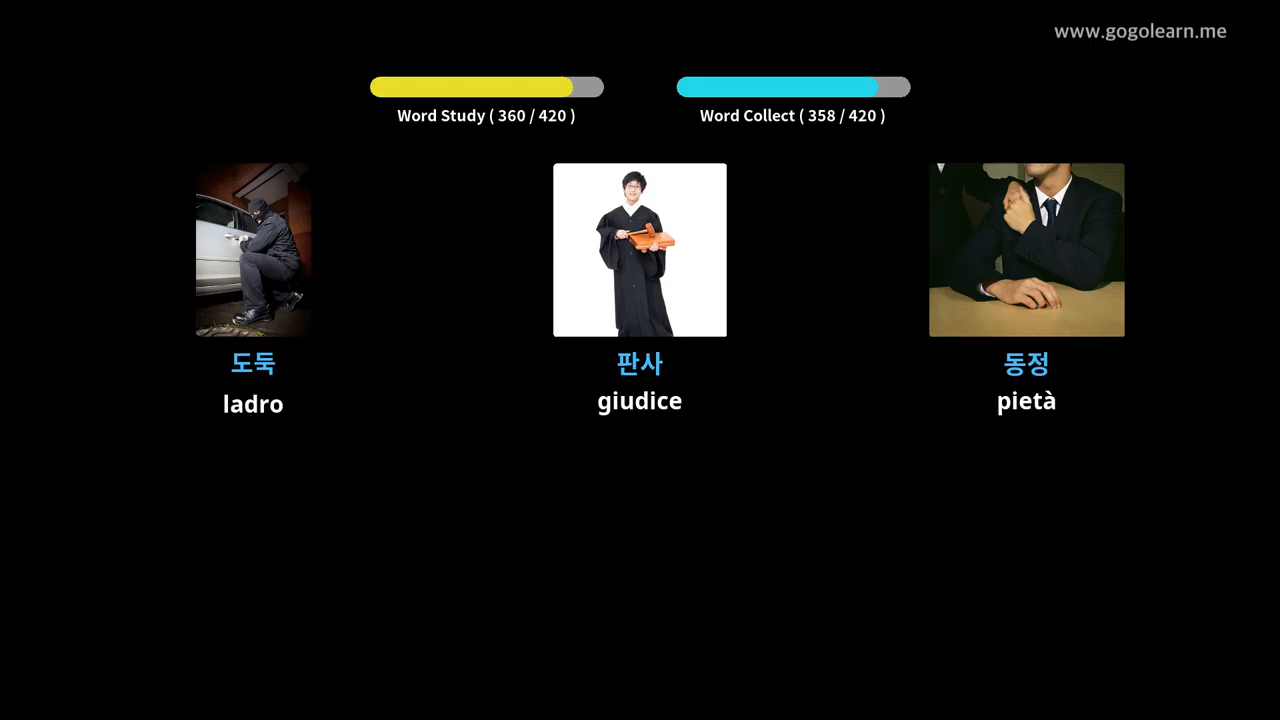 www.gogolearn.me
Word Study ( 360 / 420 )
Word Collect ( 358 / 420 )
도둑
판사
동정
ladro
giudice
pietà